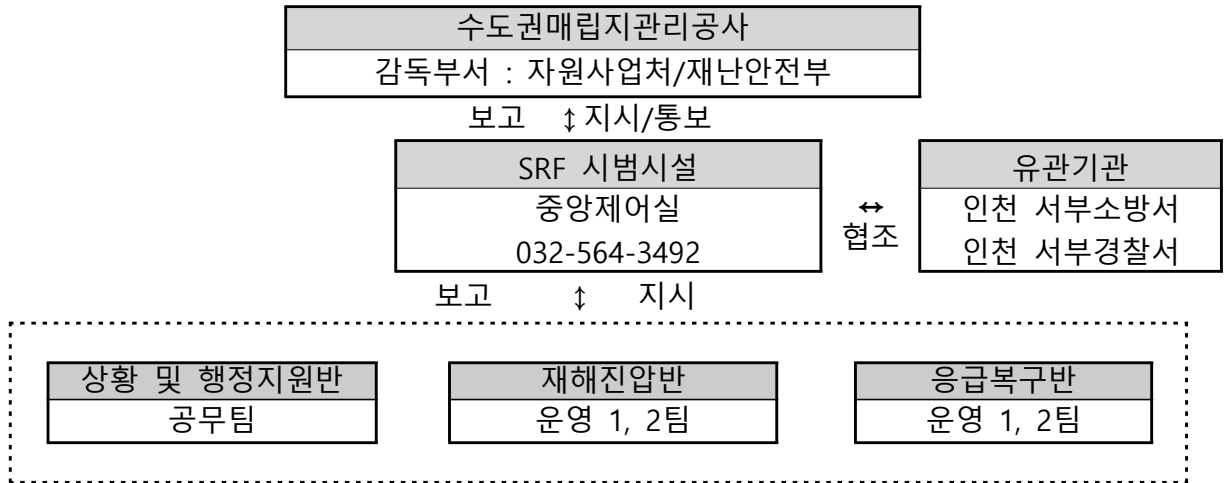 수도권매립지관리공사
감독부서 : 자원사업처/재난안전부
보고 ↕ 지시/통보
SRF 시범시설
중앙제어실
032-564-3492
↔
협조
유관기관
인천 서부소방서
인천 서부경찰서
보고 ↕ 지시
상황 및 행정지원반
공무팀
재해진압반
운영 1, 2팀
응급복구반
운영 1, 2팀